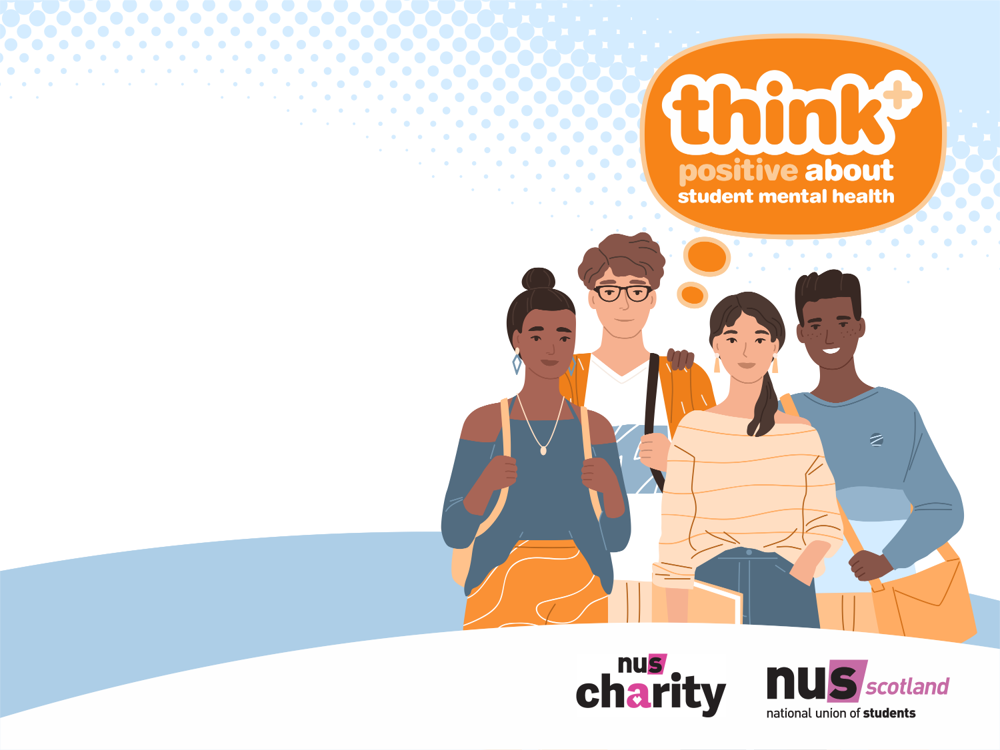 think+
positive about
student mental health
nus
charity
nus scotland
national union of students